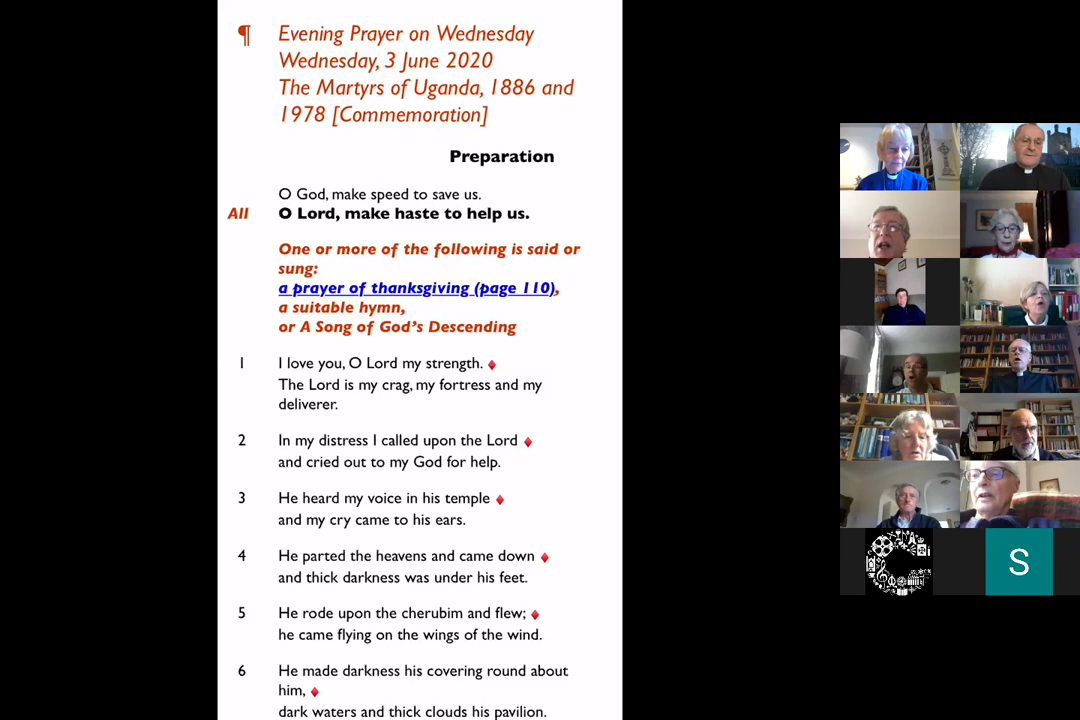 ¶ Evening Prayer on Wednesday
Wednesday, 3 June 2020
The Martyrs of Uganda, 1886 and
1978 [Commemoration]
Preparation
O God, make speed to save us.
All O Lord, make haste to help us.
One or more of the following is said or
sung:
a prayer of thanksgiving (page 110),
a suitable hymn,
or A Song of God’s Descending
1 I love you, O Lord my strength. ♦
The Lord is my crag, my fortress and my
deliverer.
2 In my distress I called upon the Lord ♦
and cried out to my God for help.
3 He heard my voice in his temple ♦
and my cry came to his ears.
4 He parted the heavens and came down ♦
and thick darkness was under his feet.
5 He rode upon the cherubim and flew; ♦
he came flying on the wings of the wind.
6 He made darkness his covering round about
him, ♦
dark waters and thick clouds his pavilion.
S